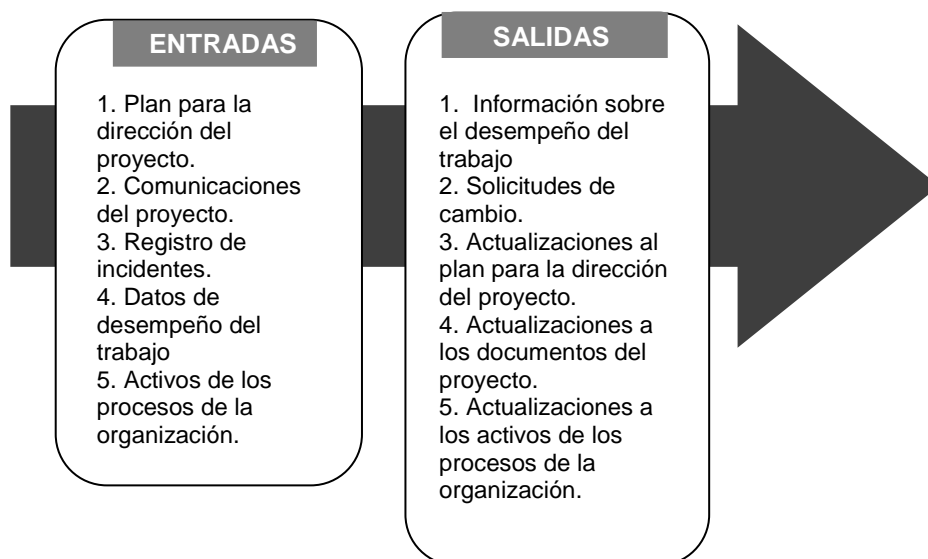 ENTRADAS
1. Plan para la
dirección del
proyecto.
2. Comunicaciones
del proyecto.
3. Registro de
incidentes.
4. Datos de
desempeño del
trabajo
5. Activos de los
procesos de la
organización.
SALIDAS
1. Información sobre
el desempeño del
trabajo
2. Solicitudes de
cambio.
3. Actualizaciones al
plan para la dirección
del proyecto.
4. Actualizaciones a
los documentos del
proyecto.
5. Actualizaciones a
los activos de los
procesos de la
organización.